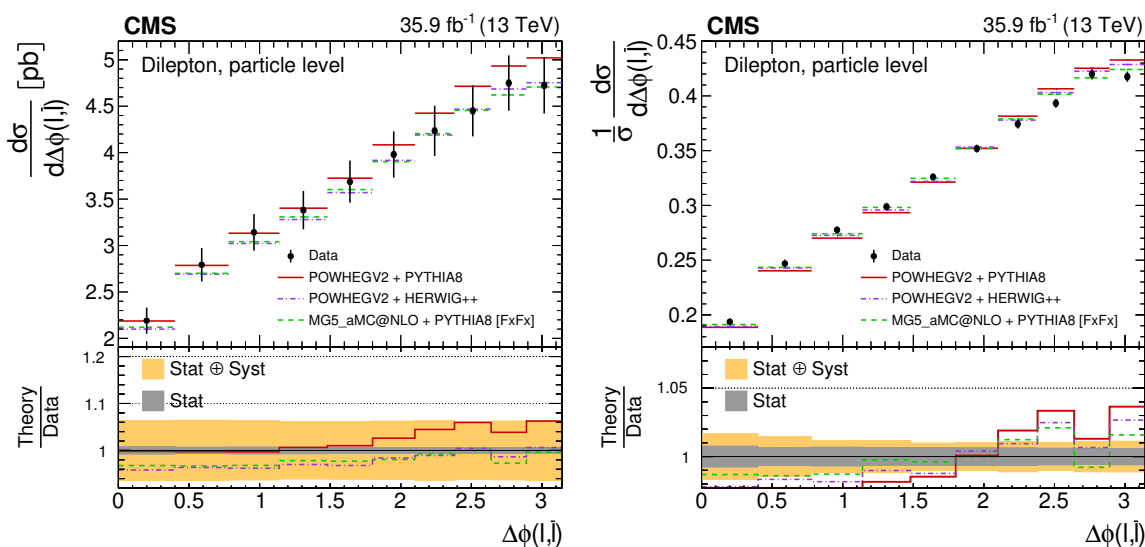 CMS 35.9 fb⁻¹ (13 TeV)
dσ/dΔφ(l,l̄) [pb]
Dilepton, particle level
5
4.5
4
3.5
3
2.5
2
Data
POWHEGV2 + PYTHIA8
POWHEGV2 + HERWIG++
MG5_aMC@NLO + PYTHIA8 [FxFx]
Theory/Data
1.2
1.1
1
Stat ⊕ Syst
Stat
0 0.5 1 1.5 2 2.5 3
Δφ(l,l̄)
CMS 35.9 fb⁻¹ (13 TeV)
1/σ dσ/dΔφ(l,l̄)
0.45
Dilepton, particle level
0.4
0.35
0.3
0.25
0.2
Data
POWHEGV2 + PYTHIA8
POWHEGV2 + HERWIG++
MG5_aMC@NLO + PYTHIA8 [FxFx]
Theory/Data
1.05
1
Stat ⊕ Syst
Stat
0 0.5 1 1.5 2 2.5 3
Δφ(l,l̄)